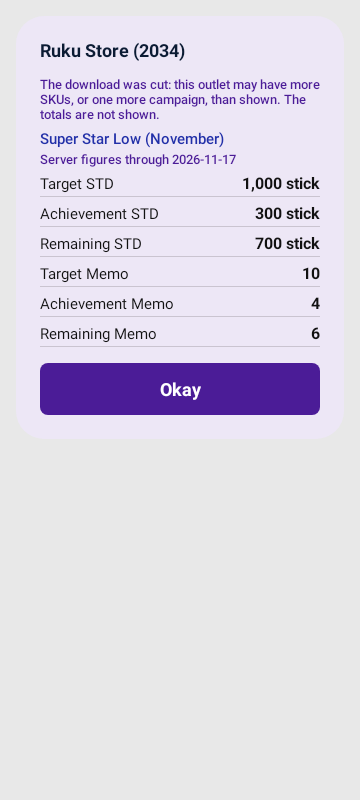 Ruku Store (2034)
The download was cut: this outlet may have more
SKUs, or one more campaign, than shown. The
totals are not shown.
Super Star Low (November)
Server figures through 2026-11-17
Target STD 1,000 stick
Achievement STD 300 stick
Remaining STD 700 stick
Target Memo 10
Achievement Memo 4
Remaining Memo 6
Okay